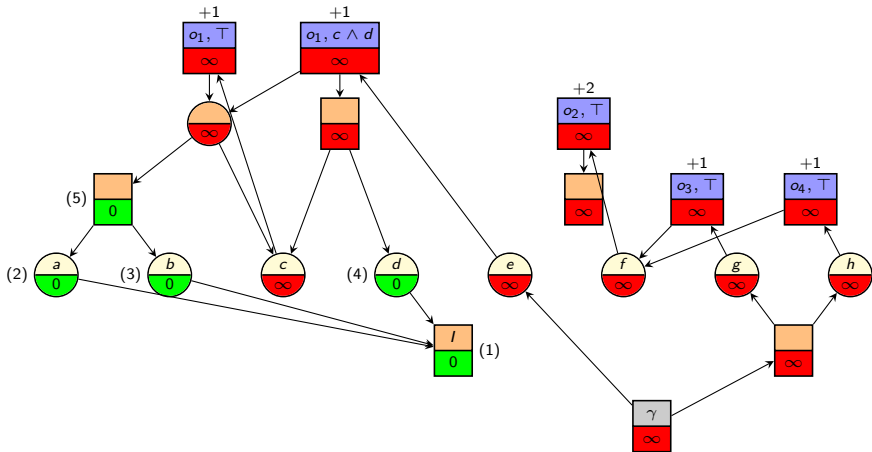 +1 +1
o₁, ⊤ o₁, c ∧ d
∞ ∞
+2
o₂, ⊤
∞ ∞ ∞
+1 +1
o₃, ⊤ o₄, ⊤
(5) 0 ∞ ∞ ∞
(2) a (3) b c (4) d e f g h
0 0 ∞ 0 ∞ ∞ ∞ ∞
I (1)
0 ∞
γ
∞